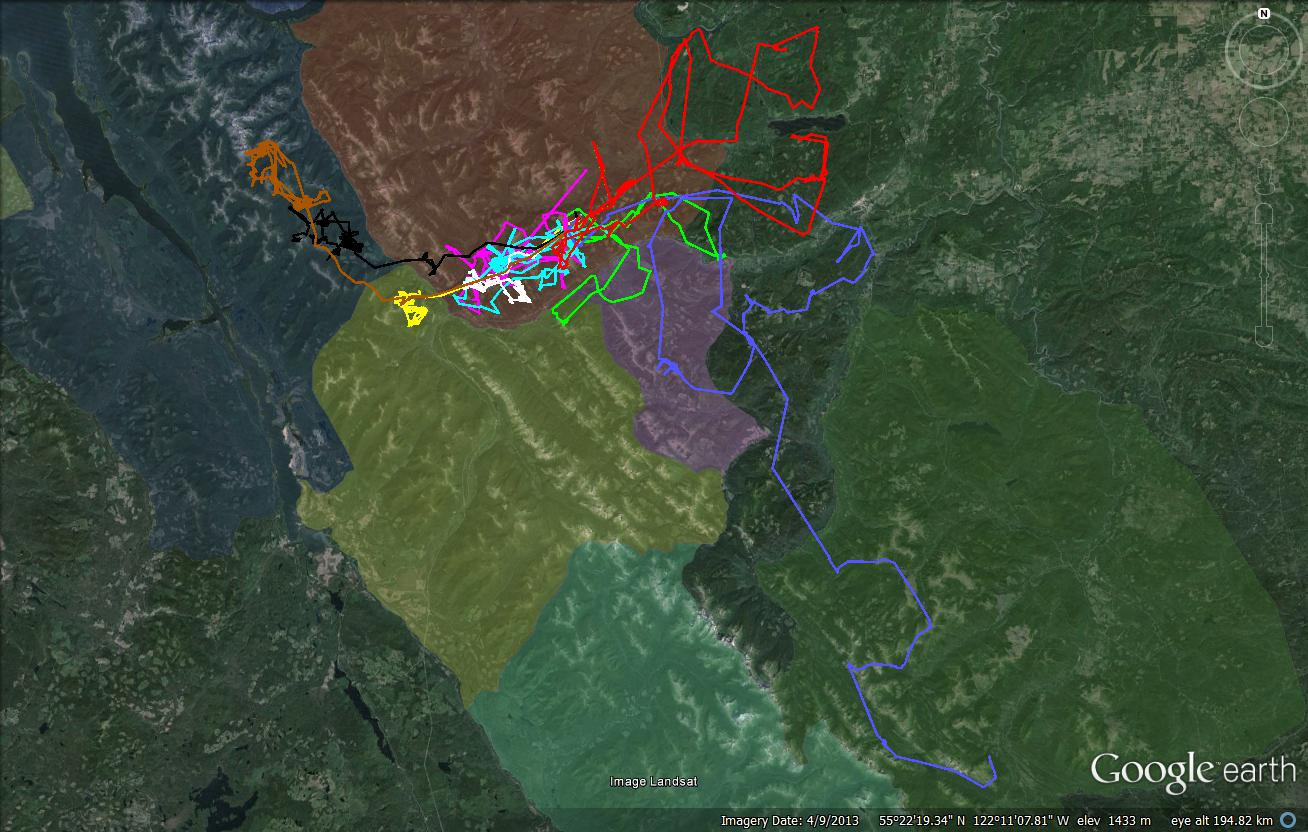 N
Image Landsat
Google earth
Imagery Date: 4/9/2013 55°22'19.34" N 122°11'07.81" W elev 1433 m eye alt 194.82 km